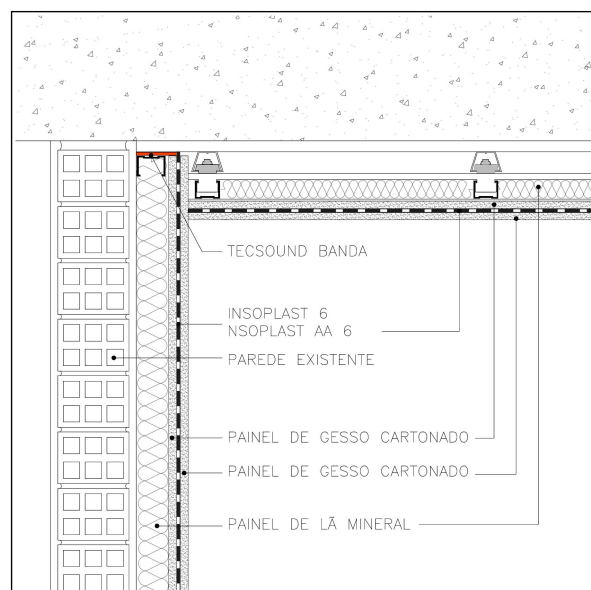 TECSOUND BANDA
INSOPLAST 6
NSOPLAST AA 6
PAREDE EXISTENTE
PAINEL DE GESSO CARTONADO
PAINEL DE GESSO CARTONADO
PAINEL DE LÃ MINERAL